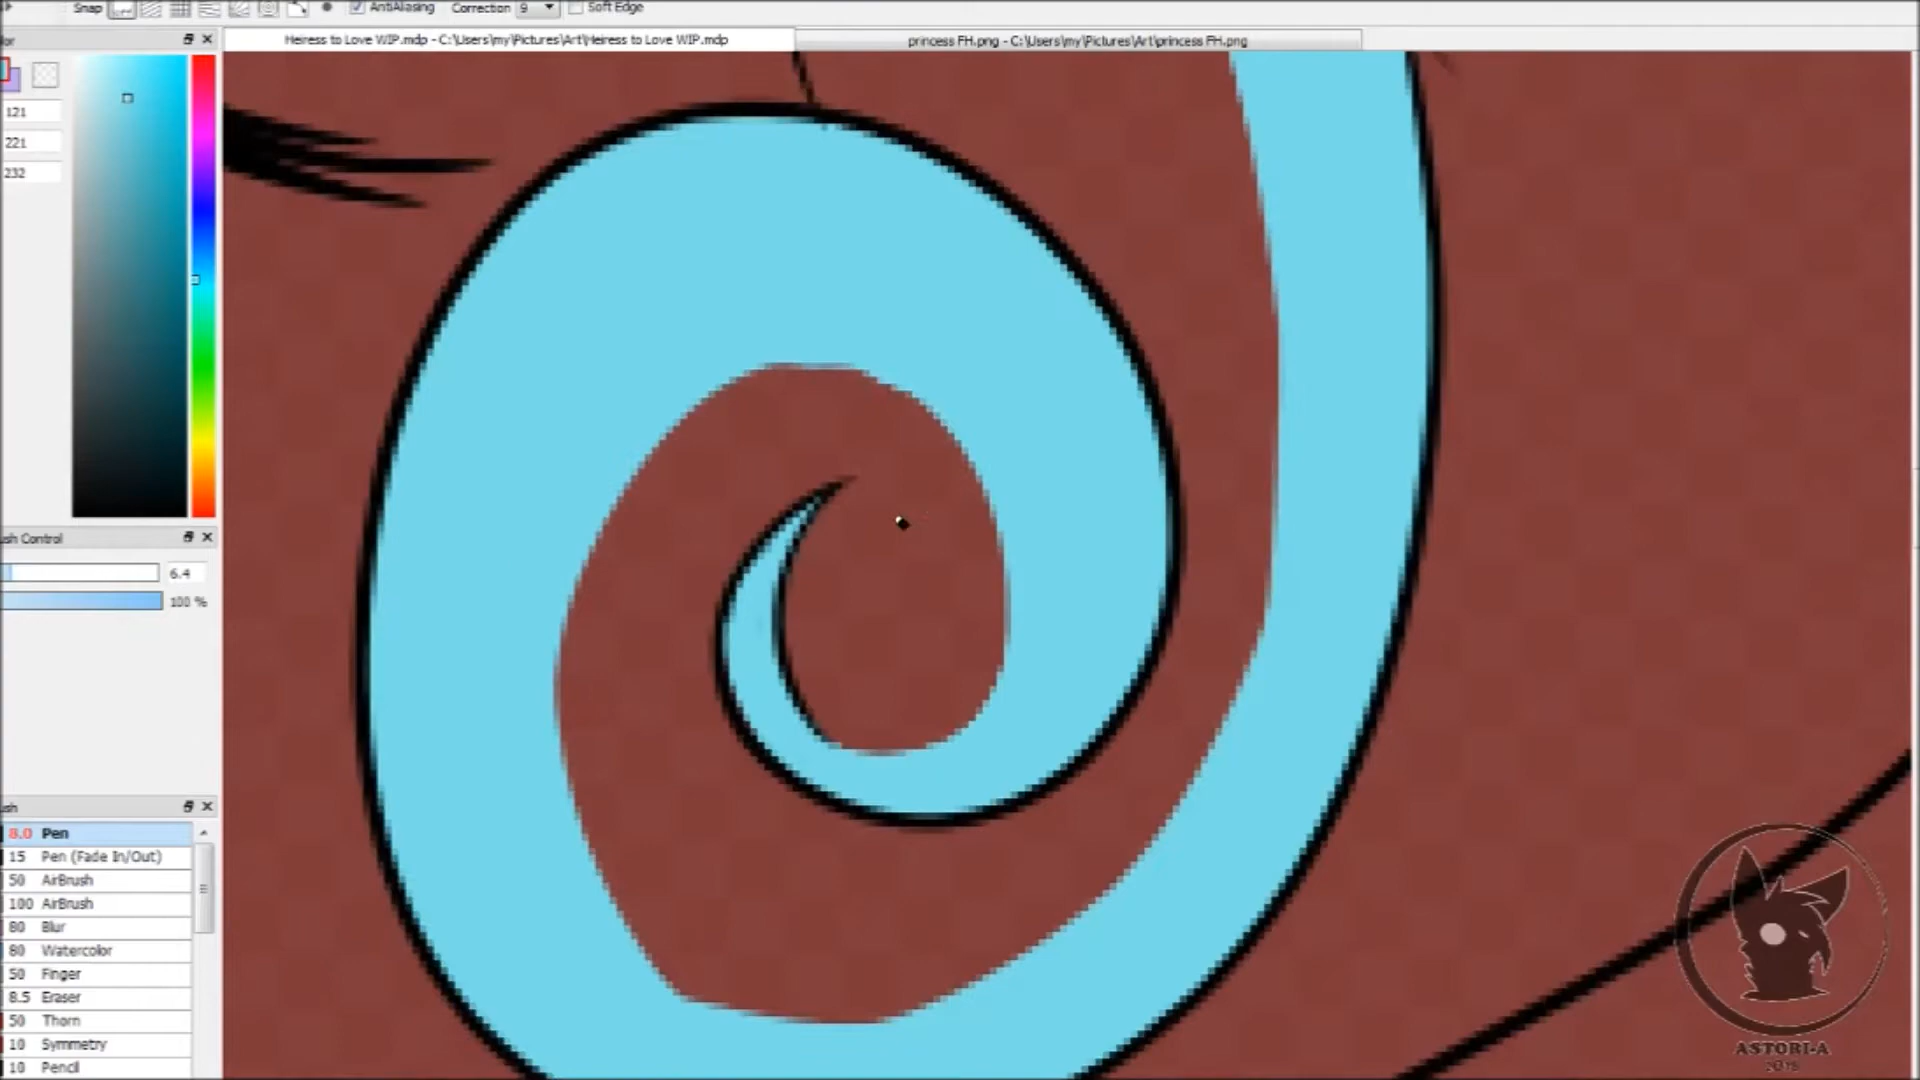 Snap AntiAliasing Correction 9 Soft Edge
Heiress to Love WIP.mdp - C:\Users\my\Pictures\Art\Heiress to Love WIP.mdp
princess FH.png - C:\Users\my\Pictures\Art\princess FH.png
lor
121
221
232
ush Control
6.4
100 %
ush
8.0 Pen
15 Pen (Fade In/Out)
50 AirBrush
100 AirBrush
80 Blur
80 Watercolor
50 Finger
8.5 Eraser
50 Thorn
10 Symmetry
10 Pencil
ASTORI-A